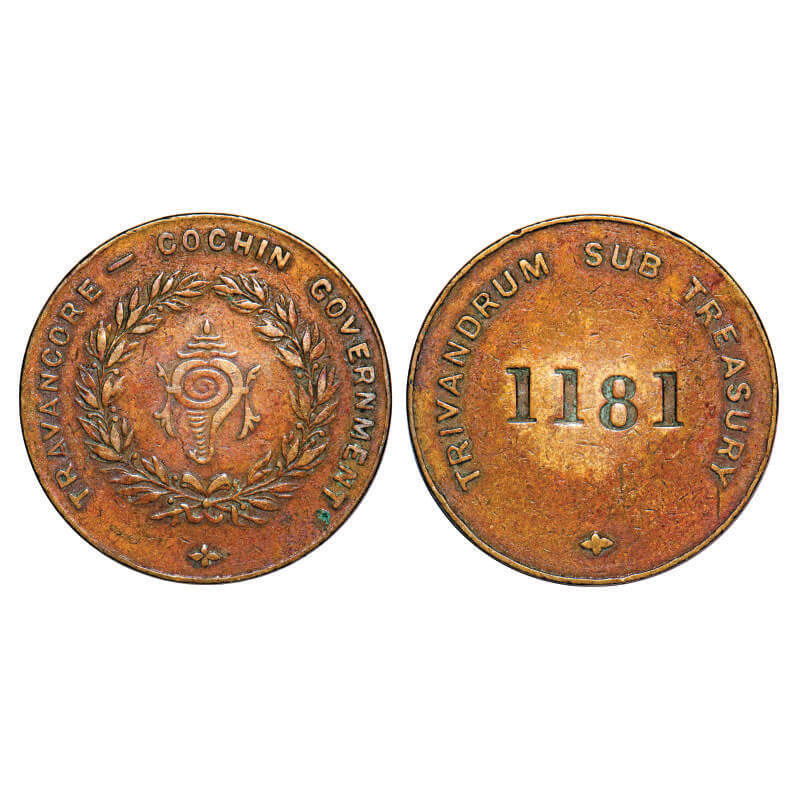 TRAVANCORE — COCHIN GOVERNMENT
TRIVANDRUM SUB TREASURY
1181